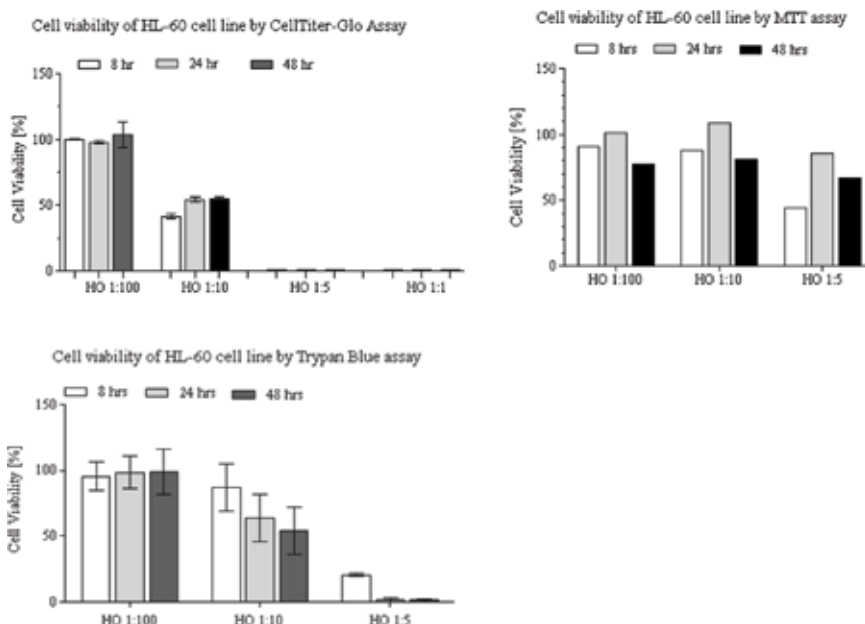 Cell viability of HL-60 cell line by CellTiter-Glo Assay
8 hr 24 hr 48 hr
150
100
50
0
Cell Viability [%]
HO 1:100 HO 1:10 HO 1:5 HO 1:1
Cell viability of HL-60 cell line by MTT assay
8 hrs 24 hrs 48 hrs
150
100
50
0
Cell Viability [%]
HO 1:100 HO 1:10 HO 1:5
Cell viability of HL-60 cell line by Trypan Blue assay
8 hrs 24 hrs 48 hrs
150
100
50
0
Cell Viability [%]
HO 1:100 HO 1:10 HO 1:5